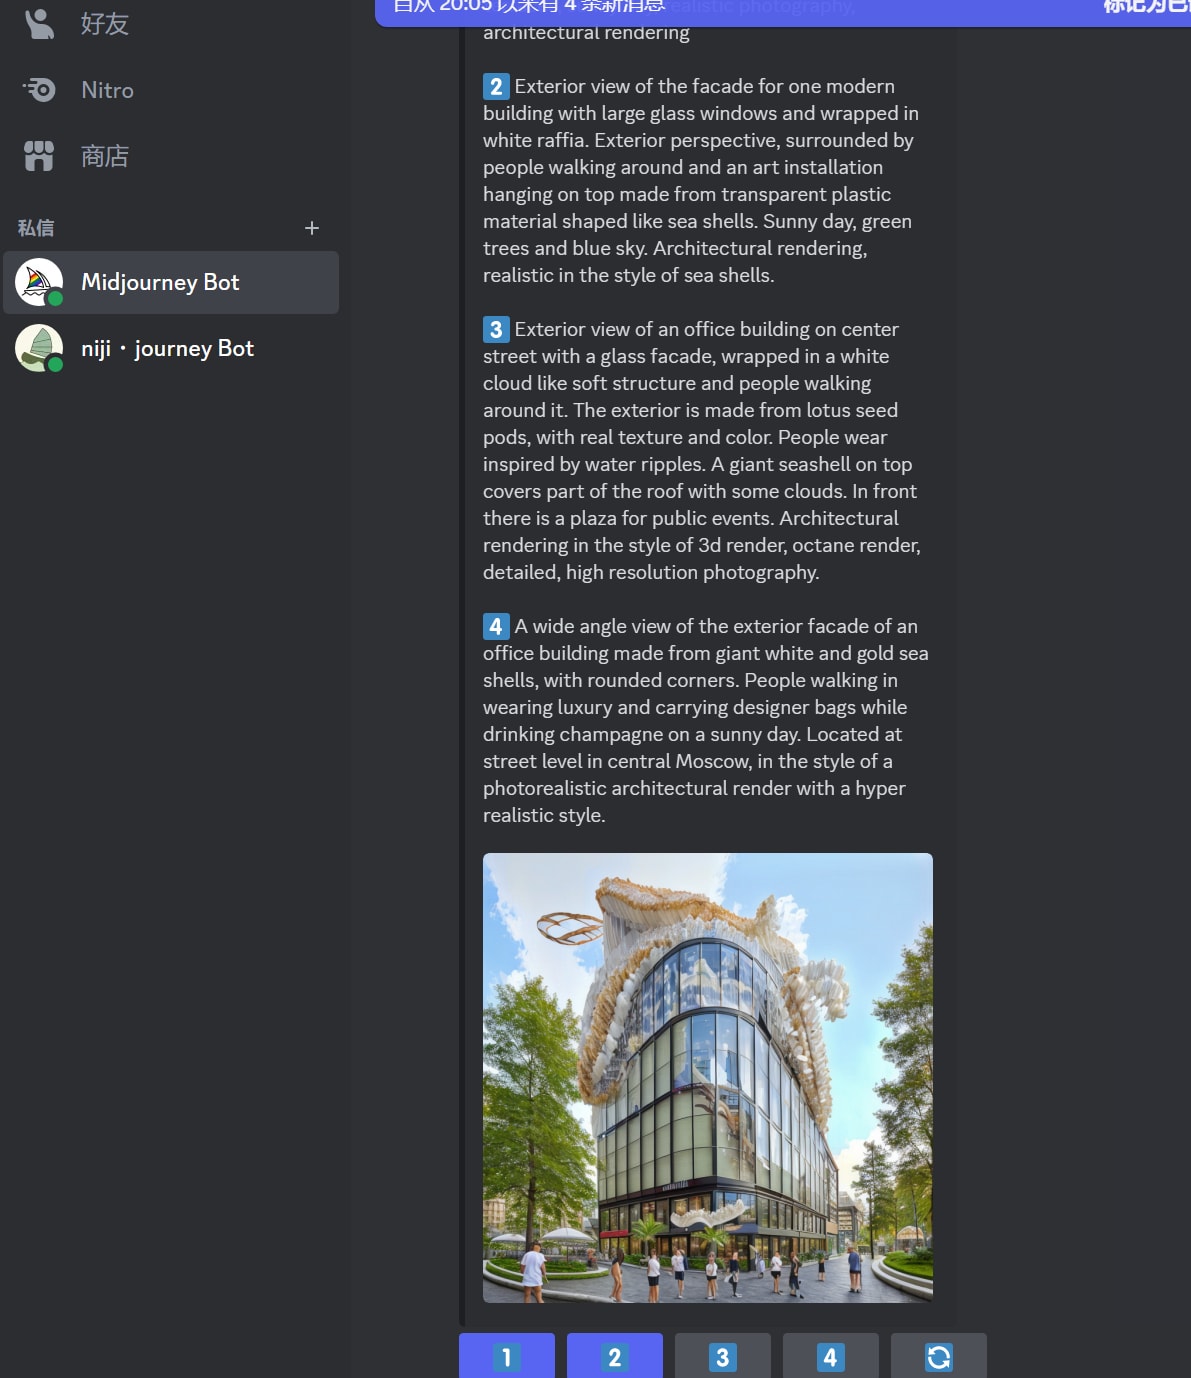 自从 20:05 以来有 4 条新消息
标记为已
realistic photography,
architectural rendering
好友
Nitro
商店
私信
Midjourney Bot
niji・journey Bot
2 Exterior view of the facade for one modern
building with large glass windows and wrapped in
white raffia. Exterior perspective, surrounded by
people walking around and an art installation
hanging on top made from transparent plastic
material shaped like sea shells. Sunny day, green
trees and blue sky. Architectural rendering,
realistic in the style of sea shells.
3 Exterior view of an office building on center
street with a glass facade, wrapped in a white
cloud like soft structure and people walking
around it. The exterior is made from lotus seed
pods, with real texture and color. People wear
inspired by water ripples. A giant seashell on top
covers part of the roof with some clouds. In front
there is a plaza for public events. Architectural
rendering in the style of 3d render, octane render,
detailed, high resolution photography.
4 A wide angle view of the exterior facade of an
office building made from giant white and gold sea
shells, with rounded corners. People walking in
wearing luxury and carrying designer bags while
drinking champagne on a sunny day. Located at
street level in central Moscow, in the style of a
photorealistic architectural render with a hyper
realistic style.
1 2 3 4